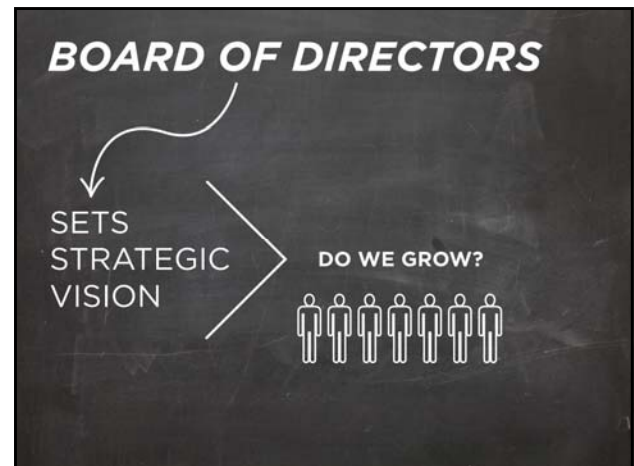 BOARD OF DIRECTORS
SETS
STRATEGIC
VISION
DO WE GROW?